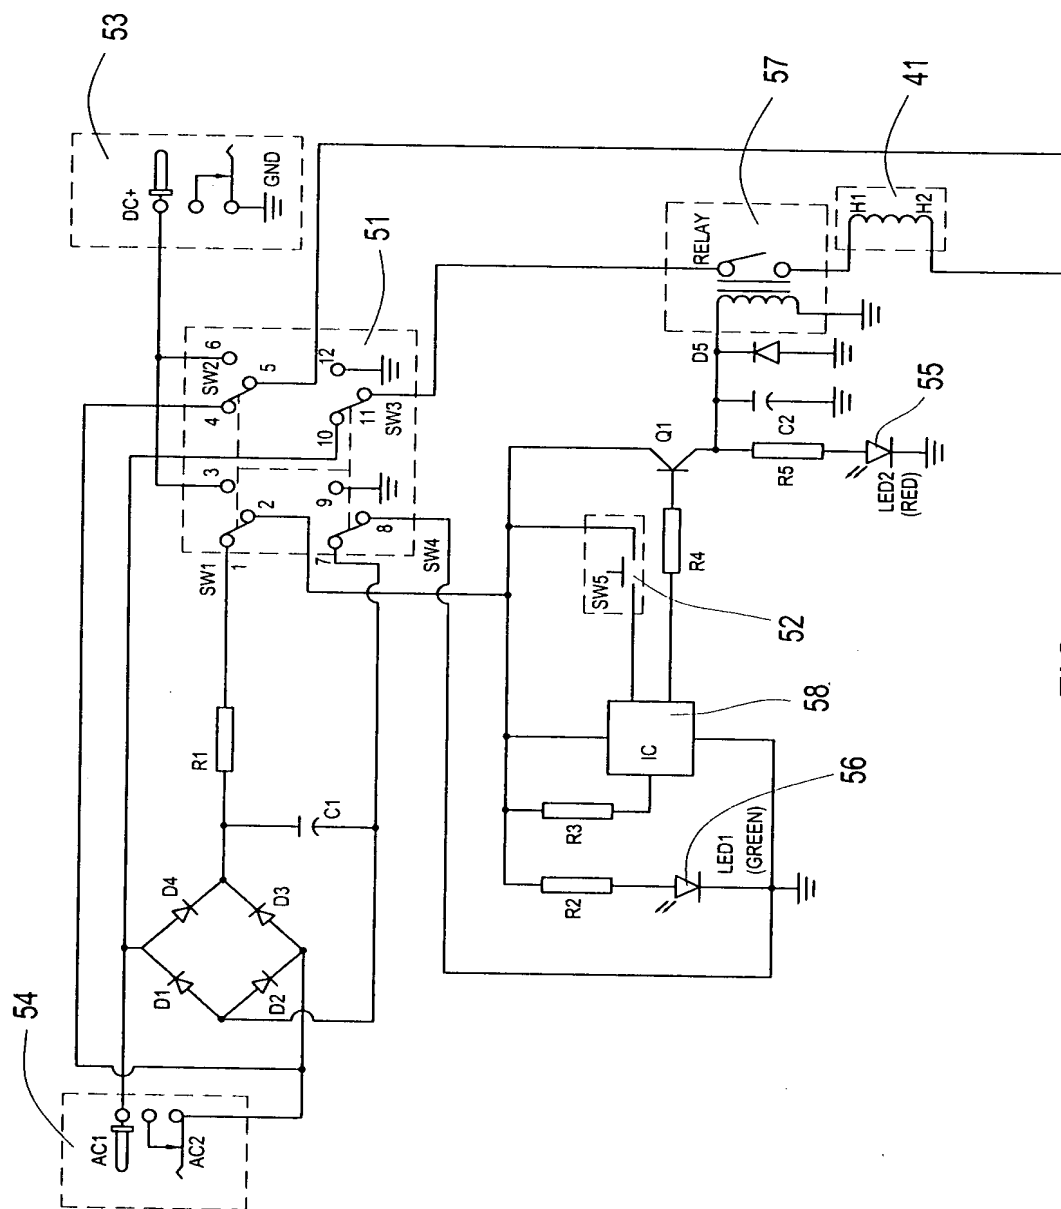 53
DC+
GND
51
57
41
RELAY
H1
H2
SW2
6
5
4
12
11
10
SW3
3
2
SW1
1
9
8
7
SW4
D5
C2
Q1
R5
55
LED2
(RED)
R4
SW5
52
58
IC
R1
C1
R3
R2
56
LED1
(GREEN)
D4
D3
D1
D2
54
AC1
AC2